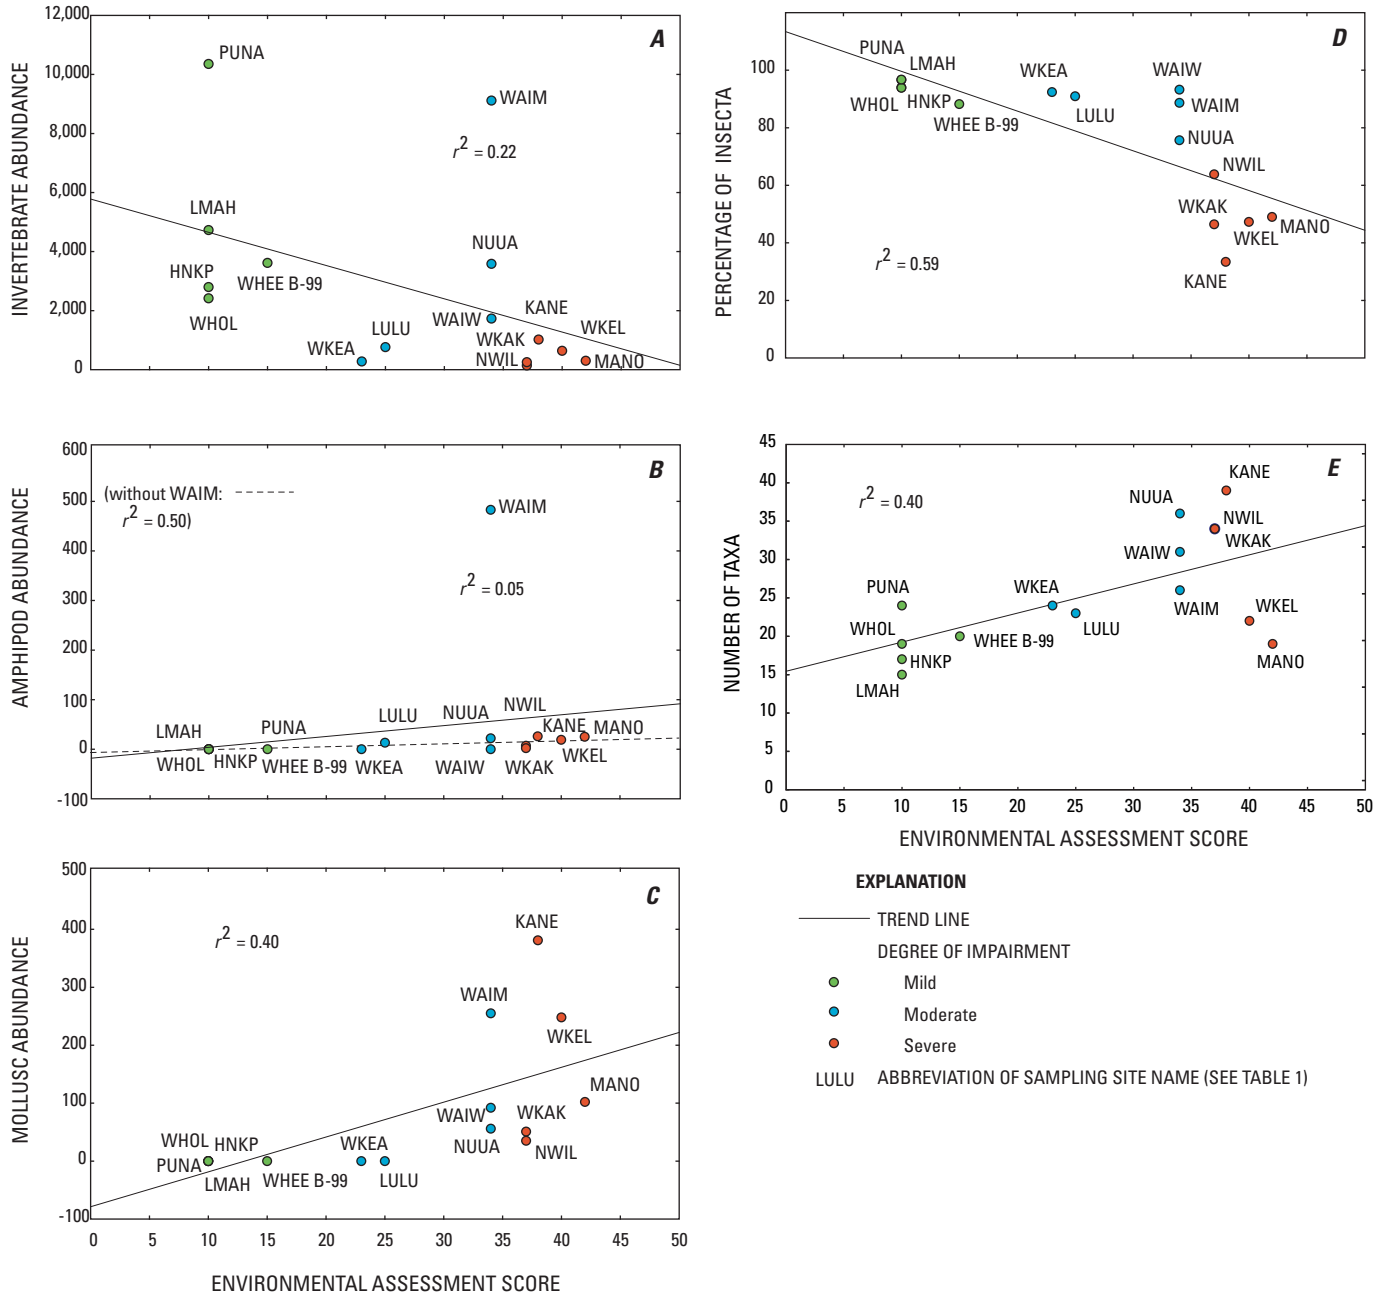 A
INVERTEBRATE ABUNDANCE
12,000
10,000
8,000
6,000
4,000
2,000
0
PUNA
WAIM
r2 = 0.22
LMAH
NUUA
HNKP
WHEE B-99
WHOL
KANE
WAIW
LULU
WKEL
WKAK
WKEA
NWIL
MANO
B
AMPHIPOD ABUNDANCE
600
500
400
300
200
100
0
-100
(without WAIM:
r2 = 0.50)
WAIM
r2 = 0.05
NWIL
NUUA
LULU
PUNA
LMAH
KANE
MANO
WHOL
HNKP
WHEE B-99
WKEA
WAIW
WKAK
WKEL
C
MOLLUSC ABUNDANCE
500
400
300
200
100
0
-100
r2 = 0.40
KANE
WAIM
WKEL
MANO
WAIW
WKAK
WHOL
HNKP
WKEA
NUUA
NWIL
PUNA
LMAH
WHEE B-99
LULU
0 5 10 15 20 25 30 35 40 45 50
ENVIRONMENTAL ASSESSMENT SCORE
D
PERCENTAGE OF INSECTA
100
80
60
40
20
0
PUNA
LMAH
WKEA
WAIW
WHOL
HNKP
WAIM
WHEE B-99
LULU
NUUA
NWIL
WKAK
MANO
WKEL
r2 = 0.59
KANE
E
NUMBER OF TAXA
45
40
35
30
25
20
15
10
5
0
r2 = 0.40
KANE
NUUA
NWIL
WKAK
WAIW
PUNA
WKEA
WAIM
WKEL
WHOL
WHEE B-99
LULU
HNKP
MANO
LMAH
0 5 10 15 20 25 30 35 40 45 50
ENVIRONMENTAL ASSESSMENT SCORE
EXPLANATION
TREND LINE
DEGREE OF IMPAIRMENT
Mild
Moderate
Severe
LULU ABBREVIATION OF SAMPLING SITE NAME (SEE TABLE 1)